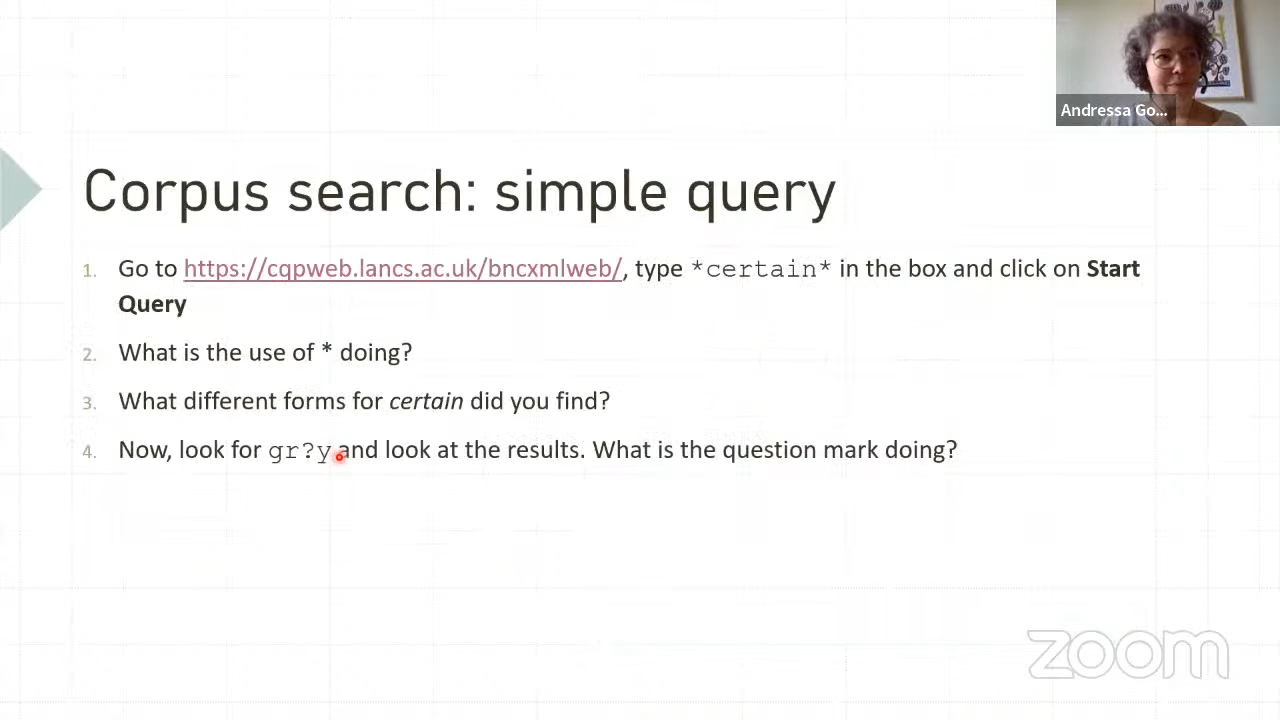 Andressa Go...
Corpus search: simple query
1. Go to https://cqpweb.lancs.ac.uk/bncxmlweb/, type *certain* in the box and click on Start
Query
2. What is the use of * doing?
3. What different forms for certain did you find?
4. Now, look for gr?y and look at the results. What is the question mark doing?
zoom